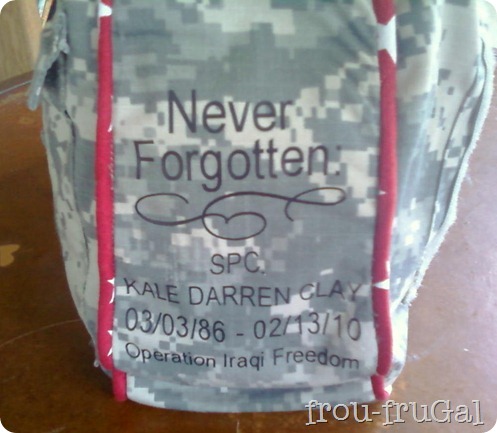 Never
Forgotten:
SPC.
KALE DARREN CLAY
03/03/86 - 02/13/10
Operation Iraqi Freedom
frou-fruGal